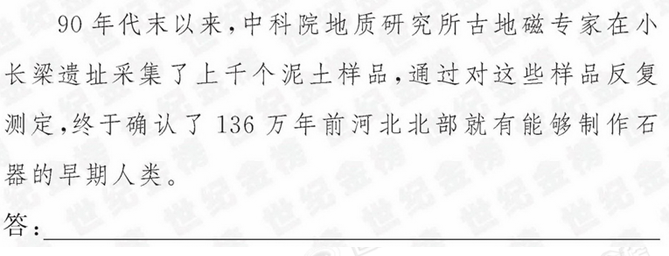 90年代末以来,中科院地质研究所古地磁专家在小
长梁遗址采集了上千个泥土样品,通过对这些样品反复
测定,终于确认了136万年前河北北部就有能够制作石
器的早期人类。
答: